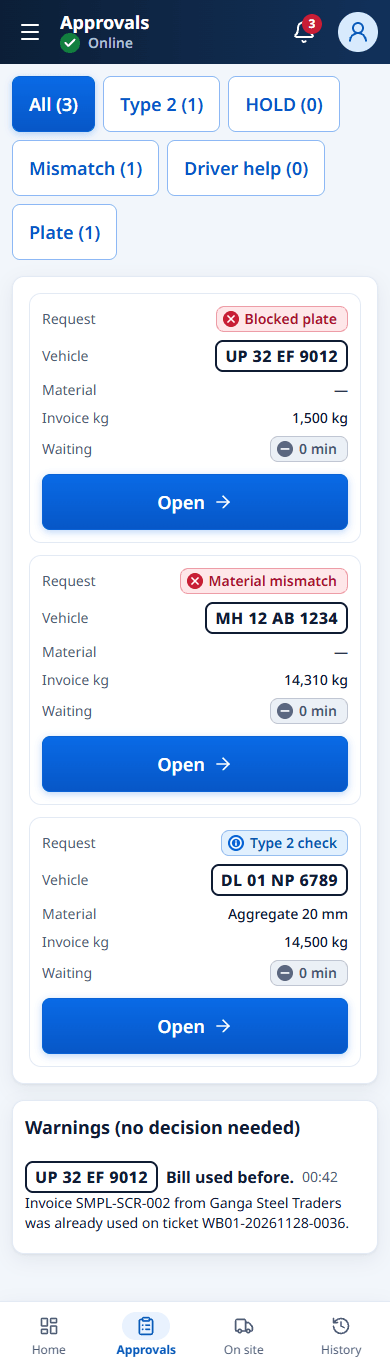 Approvals
3
Online
All (3)
Type 2 (1)
HOLD (0)
Mismatch (1)
Driver help (0)
Plate (1)
Request Blocked plate
Vehicle UP 32 EF 9012
Material —
Invoice kg 1,500 kg
Waiting 0 min
Open →
Request Material mismatch
Vehicle MH 12 AB 1234
Material —
Invoice kg 14,310 kg
Waiting 0 min
Open →
Request Type 2 check
Vehicle DL 01 NP 6789
Material Aggregate 20 mm
Invoice kg 14,500 kg
Waiting 0 min
Open →
Warnings (no decision needed)
UP 32 EF 9012 Bill used before. 00:42
Invoice SMPL-SCR-002 from Ganga Steel Traders
was already used on ticket WB01-20261128-0036.
Home
Approvals
On site
History